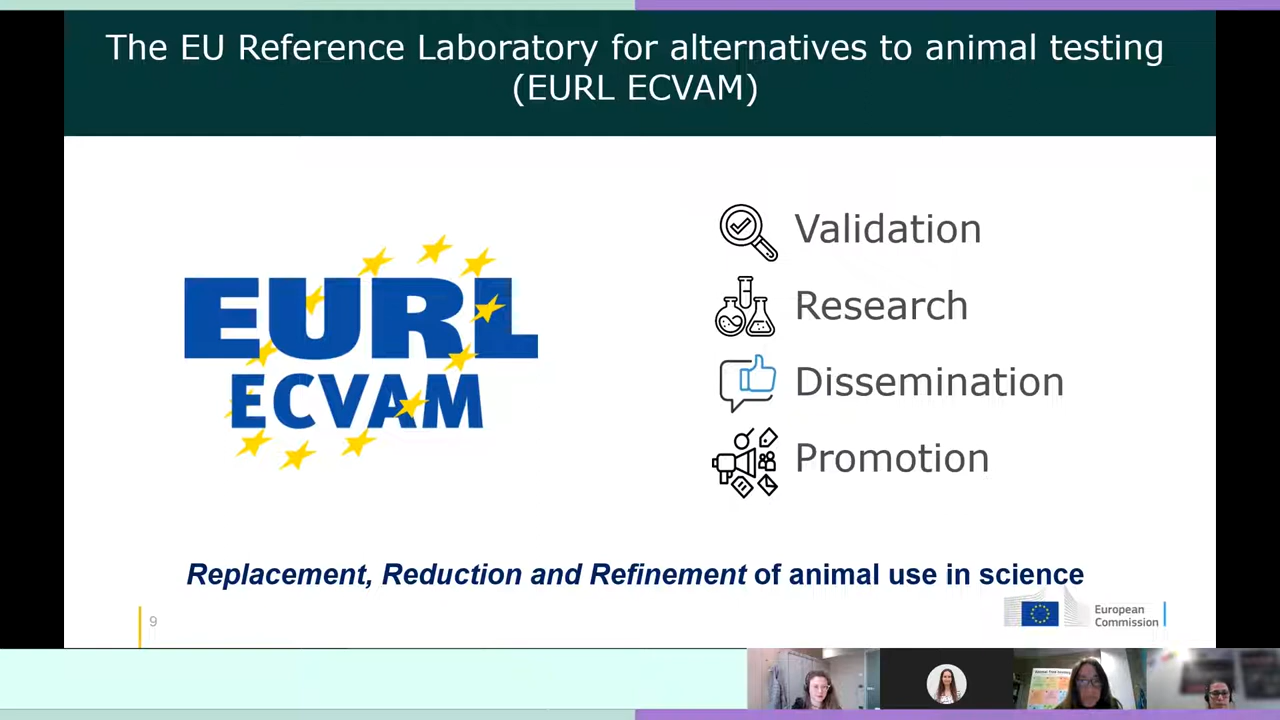 The EU Reference Laboratory for alternatives to animal testing
(EURL ECVAM)
EURL
ECVAM
Validation
Research
Dissemination
Promotion
Replacement, Reduction and Refinement of animal use in science
9
European
Commission